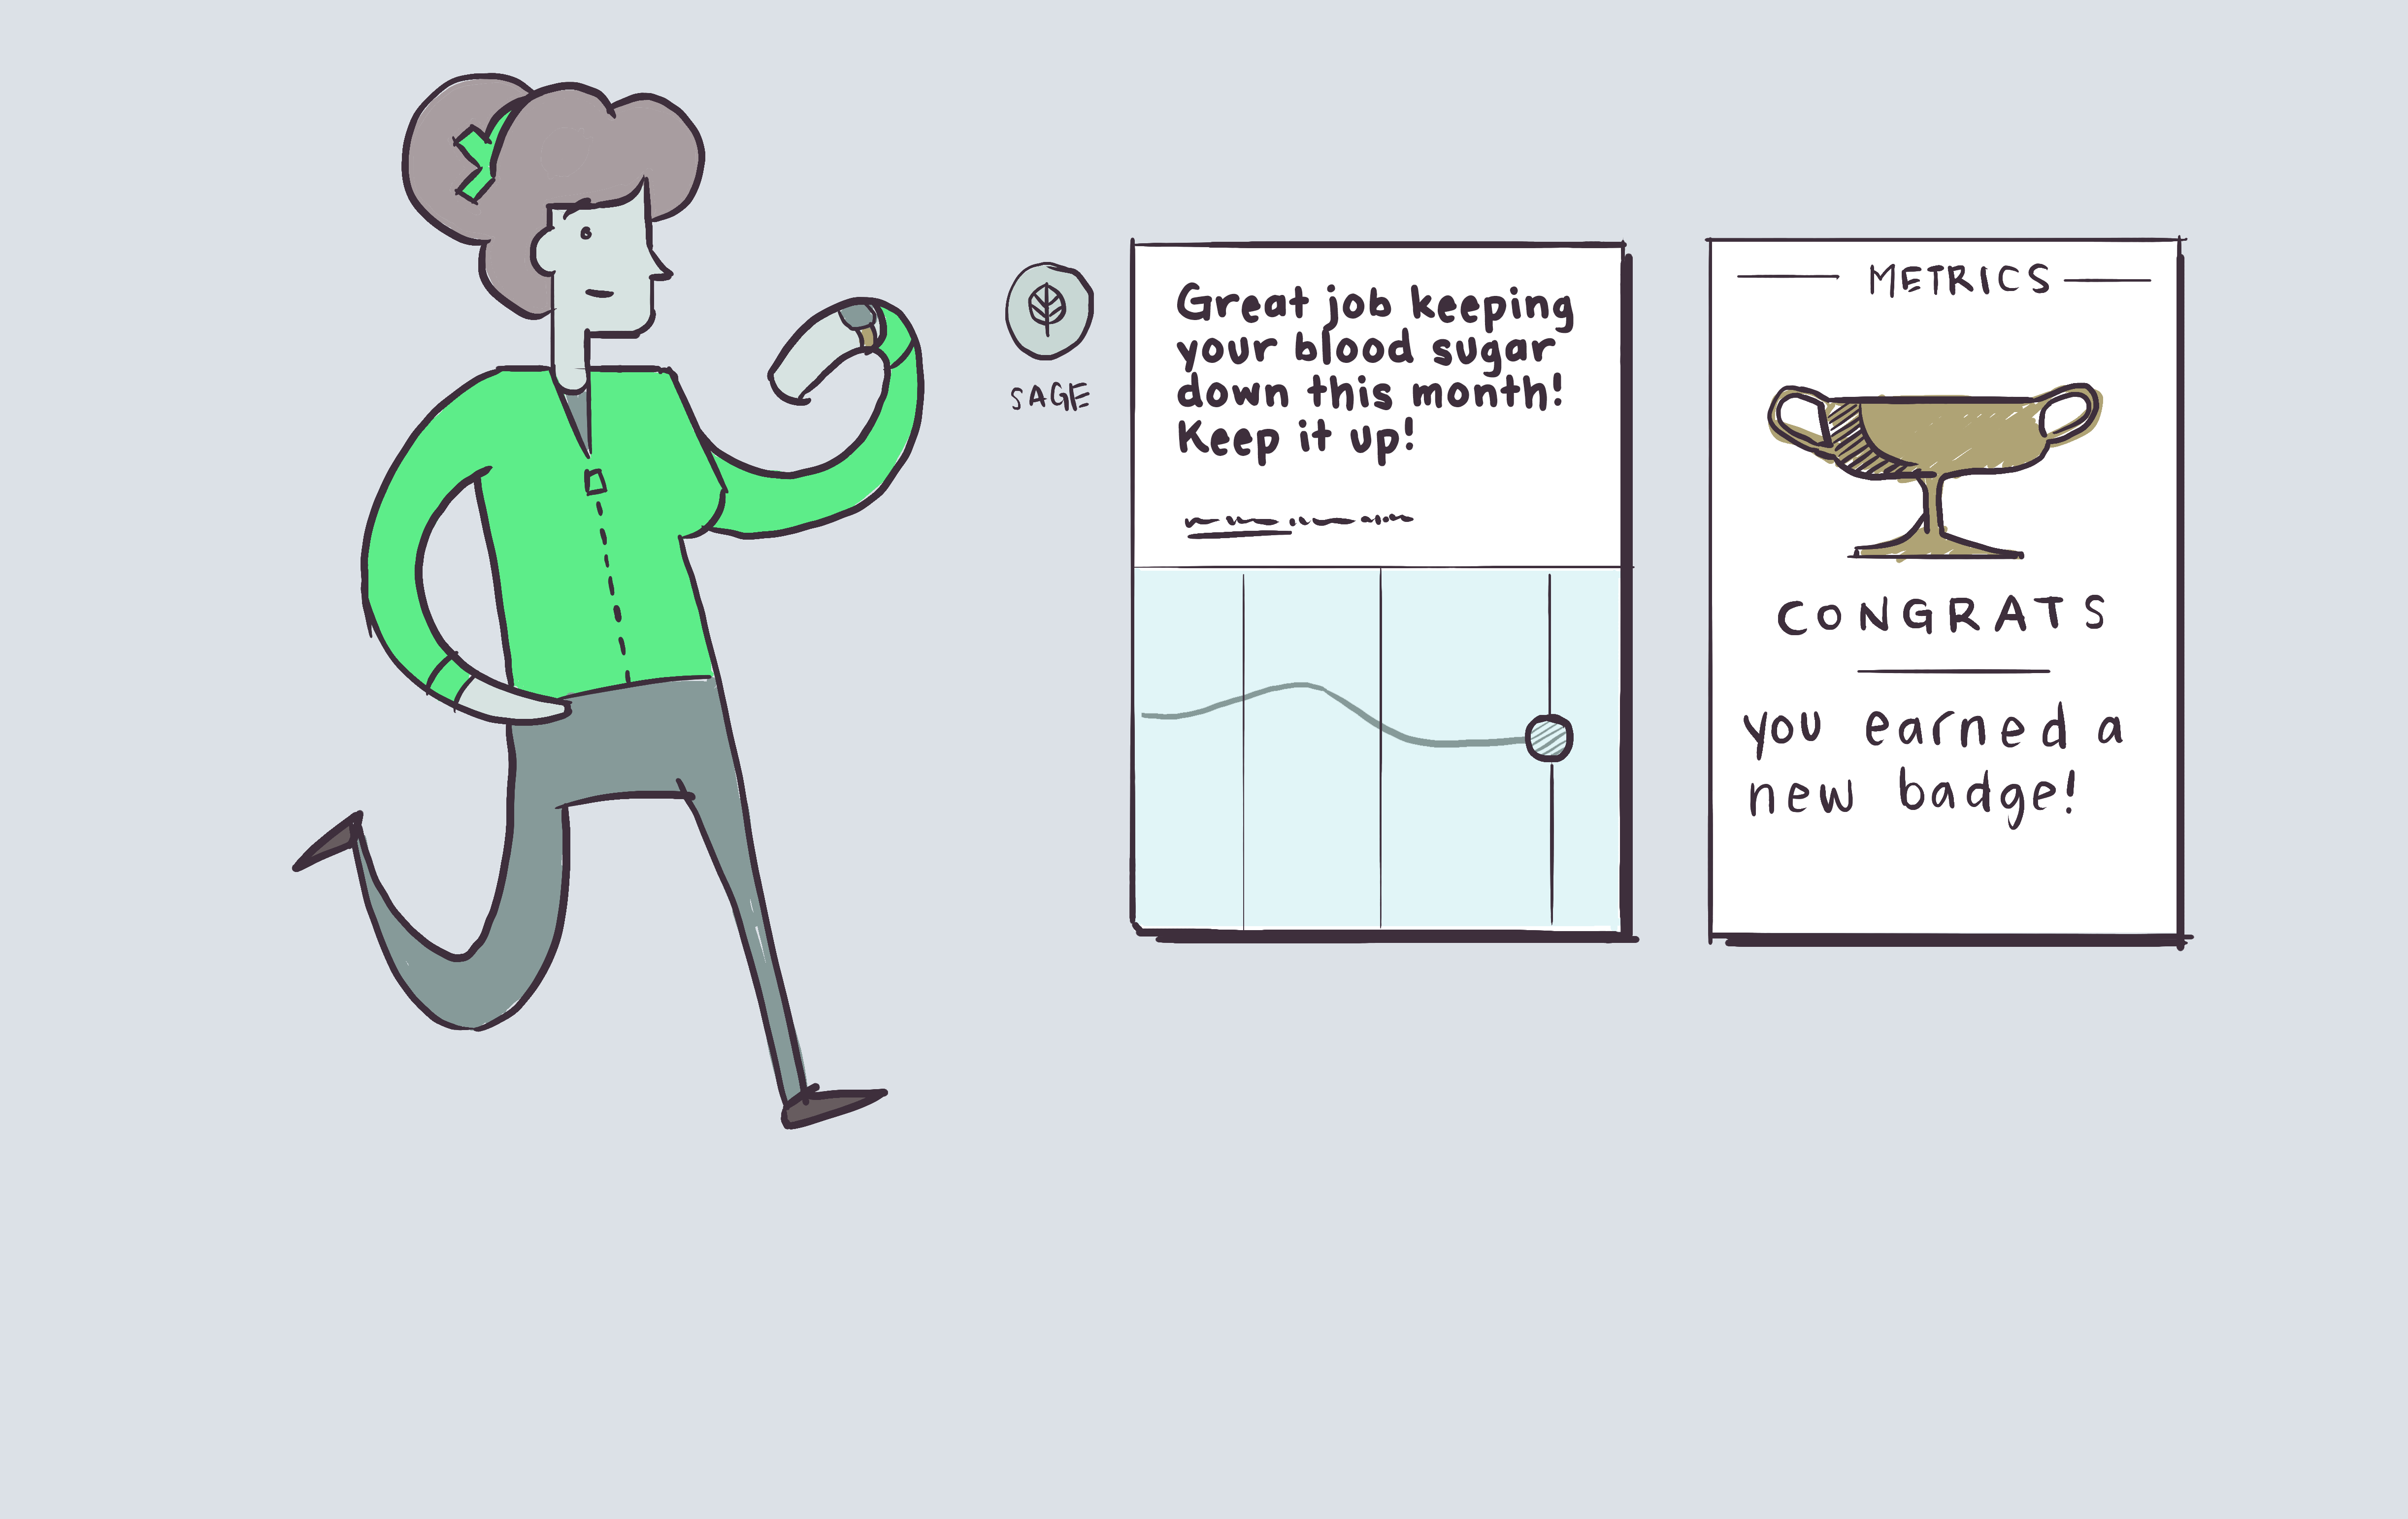 SAGE
Great job keeping
your blood sugar
down this month!
Keep it up!
METRICS
CONGRATS
you earned a
new badge!